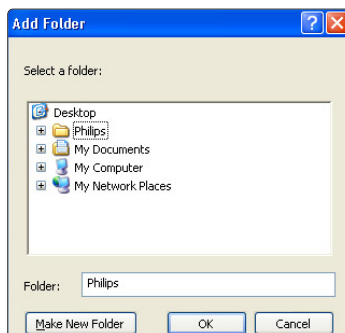 Add Folder
Select a folder:
Desktop
Philips
My Documents
My Computer
My Network Places
Folder: Philips
Make New Folder OK Cancel